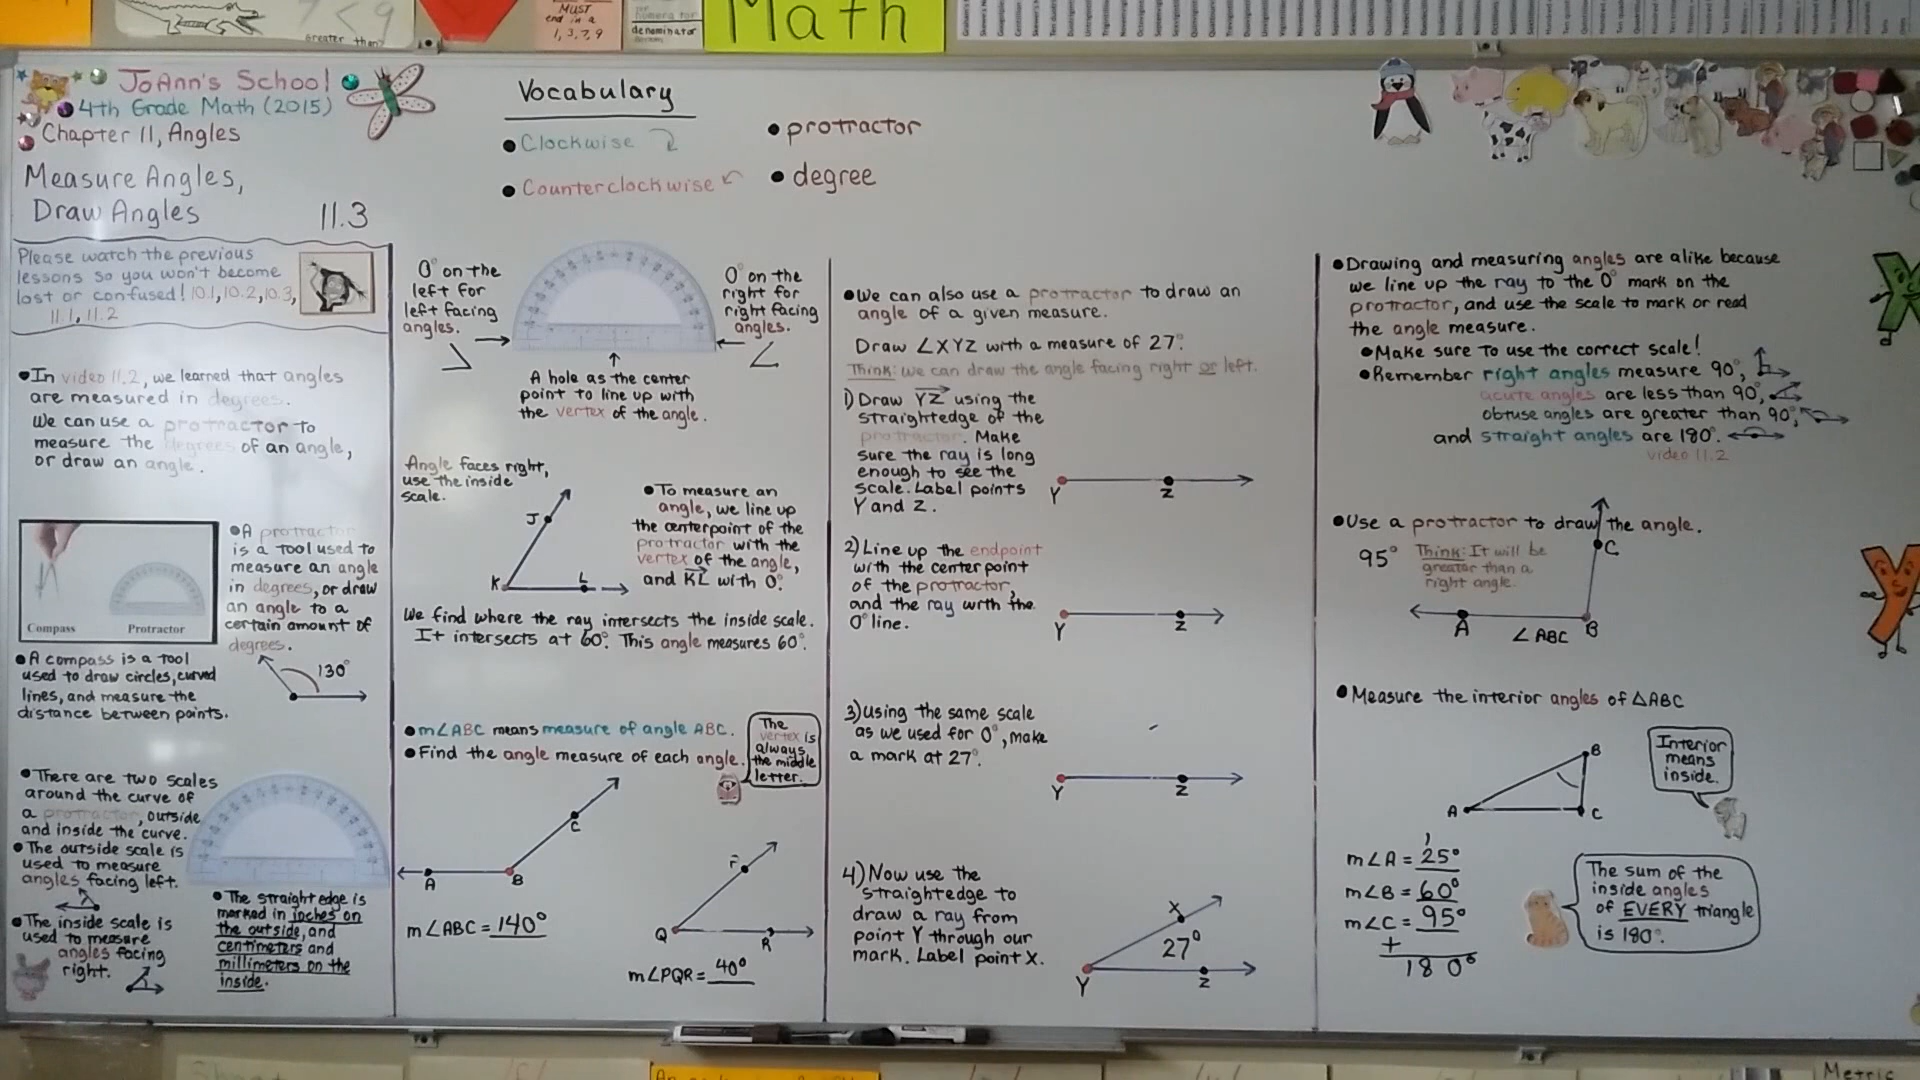 7 < 9
greater than
MUST
end in a
1, 3, 7, 9
denominator
Math
JoAnn's School
4th Grade Math (2015)
Chapter 11, Angles
Measure Angles,
Draw Angles 11.3
Please watch the previous
lessons so you won't become
lost or confused! 10.1, 10.2, 10.3,
11.1, 11.2
• In video 11.2, we learned that angles
are measured in degrees.
We can use a protractor to
measure the degrees of an angle,
or draw an angle.
Compass Protractor
• A protractor
is a tool used to
measure an angle
in degrees, or draw
an angle to a
certain amount of
degrees.
• A compass is a tool
used to draw circles, curved
lines, and measure the
distance between points.
130°
• There are two scales
around the curve of
a protractor, outside
and inside the curve.
• The outside scale is
used to measure
angles facing left.
• The inside scale is
used to measure
angles facing
right.
• The straight edge is
marked in inches on
the outside, and
centimeters and
millimeters on the
inside.
Vocabulary
• Clockwise
• Counterclockwise
• protractor
• degree
0° on the
left for
left facing
angles.
0° on the
right for
right facing
angles.
A hole as the center
point to line up with
the vertex of the angle.
Angle faces right,
use the inside
scale.
J
K
L
• To measure an
angle, we line up
the centerpoint of the
protractor with the
vertex of the angle,
and KL with 0°.
We find where the ray intersects the inside scale.
It intersects at 60°. This angle measures 60°.
• m∠ABC means measure of angle ABC.
• Find the angle measure of each angle.
The
vertex is
always
the middle
letter.
A
B
C
m∠ABC = 140°
P
Q
R
m∠PQR = 40°
• We can also use a protractor to draw an
angle of a given measure.
Draw ∠XYZ with a measure of 27°.
Think: we can draw the angle facing right or left.
1) Draw YZ using the
straightedge of the
protractor. Make
sure the ray is long
enough to see the
scale. Label points
Y and Z.
Y Z
2) Line up the endpoint
with the center point
of the protractor,
and the ray with the
0° line.
Y Z
3) Using the same scale
as we used for 0°, make
a mark at 27°.
Y Z
4) Now use the
straightedge to
draw a ray from
point Y through our
mark. Label point X.
X
27°
Y Z
• Drawing and measuring angles are alike because
we line up the ray to the 0° mark on the
protractor, and use the scale to mark or read
the angle measure.
• Make sure to use the correct scale!
• Remember right angles measure 90°,
acute angles are less than 90°,
obtuse angles are greater than 90°,
and straight angles are 180°.
video 11.2
• Use a protractor to draw the angle.
95° Think: It will be
greater than a
right angle.
C
A
B
∠ABC
• Measure the interior angles of △ABC
B
A
C
Interior
means
inside.
1
m∠A = 25°
m∠B = 60°
m∠C = 95°
+
180°
The sum of the
inside angles
of EVERY triangle
is 180°.
X
Y
Metric